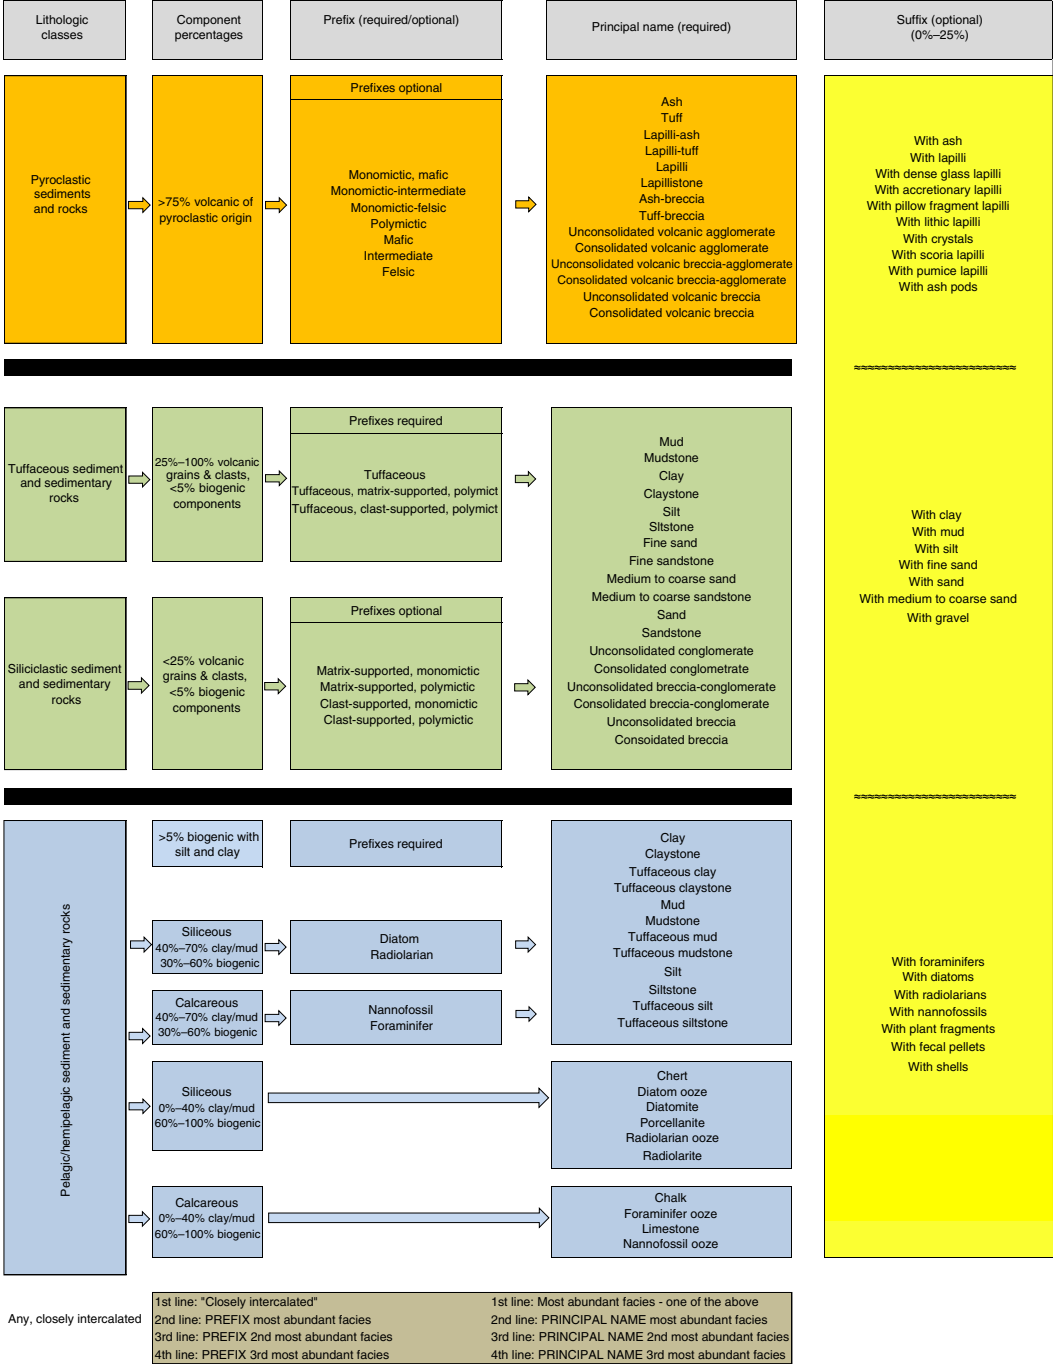 Lithologic
classes
Component
percentages
Prefix (required/optional)
Principal name (required)
Suffix (optional)
(0%–25%)
Pyroclastic
sediments
and rocks
>75% volcanic of
pyroclastic origin
Prefixes optional
Monomictic, mafic
Monomictic-intermediate
Monomictic-felsic
Polymictic
Mafic
Intermediate
Felsic
Ash
Tuff
Lapilli-ash
Lapilli-tuff
Lapilli
Lapillistone
Ash-breccia
Tuff-breccia
Unconsolidated volcanic agglomerate
Consolidated volcanic agglomerate
Unconsolidated volcanic breccia-agglomerate
Consolidated volcanic breccia-agglomerate
Unconsolidated volcanic breccia
Consolidated volcanic breccia
With ash
With lapilli
With dense glass lapilli
With accretionary lapilli
With pillow fragment lapilli
With lithic lapilli
With crystals
With scoria lapilli
With pumice lapilli
With ash pods
≈≈≈≈≈≈≈≈≈≈≈≈≈≈≈≈≈≈≈≈≈≈≈≈
Tuffaceous sediment
and sedimentary
rocks
25%–100% volcanic
grains & clasts,
<5% biogenic
components
Prefixes required
Tuffaceous
Tuffaceous, matrix-supported, polymict
Tuffaceous, clast-supported, polymict
Siliciclastic sediment
and sedimentary
rocks
<25% volcanic
grains & clasts,
<5% biogenic
components
Prefixes optional
Matrix-supported, monomictic
Matrix-supported, polymictic
Clast-supported, monomictic
Clast-supported, polymictic
Mud
Mudstone
Clay
Claystone
Silt
Sltstone
Fine sand
Fine sandstone
Medium to coarse sand
Medium to coarse sandstone
Sand
Sandstone
Unconsolidated conglomerate
Consolidated conglometrate
Unconsolidated breccia-conglomerate
Consolidated breccia-conglomerate
Unconsolidated breccia
Consoidated breccia
With clay
With mud
With silt
With fine sand
With sand
With medium to coarse sand
With gravel
≈≈≈≈≈≈≈≈≈≈≈≈≈≈≈≈≈≈≈≈≈≈≈≈
Pelagic/hemipelagic sediment and sedimentary rocks
>5% biogenic with
silt and clay
Prefixes required
Siliceous
40%–70% clay/mud
30%–60% biogenic
Diatom
Radiolarian
Calcareous
40%–70% clay/mud
30%–60% biogenic
Nannofossil
Foraminifer
Clay
Claystone
Tuffaceous clay
Tuffaceous claystone
Mud
Mudstone
Tuffaceous mud
Tuffaceous mudstone
Silt
Siltstone
Tuffaceous silt
Tuffaceous siltstone
Siliceous
0%–40% clay/mud
60%–100% biogenic
Chert
Diatom ooze
Diatomite
Porcellanite
Radiolarian ooze
Radiolarite
Calcareous
0%–40% clay/mud
60%–100% biogenic
Chalk
Foraminifer ooze
Limestone
Nannofossil ooze
With foraminifers
With diatoms
With radiolarians
With nannofossils
With plant fragments
With fecal pellets
With shells
Any, closely intercalated
1st line: "Closely intercalated"
2nd line: PREFIX most abundant facies
3rd line: PREFIX 2nd most abundant facies
4th line: PREFIX 3rd most abundant facies
1st line: Most abundant facies - one of the above
2nd line: PRINCIPAL NAME most abundant facies
3rd line: PRINCIPAL NAME 2nd most abundant facies
4th line: PRINCIPAL NAME 3rd most abundant facies